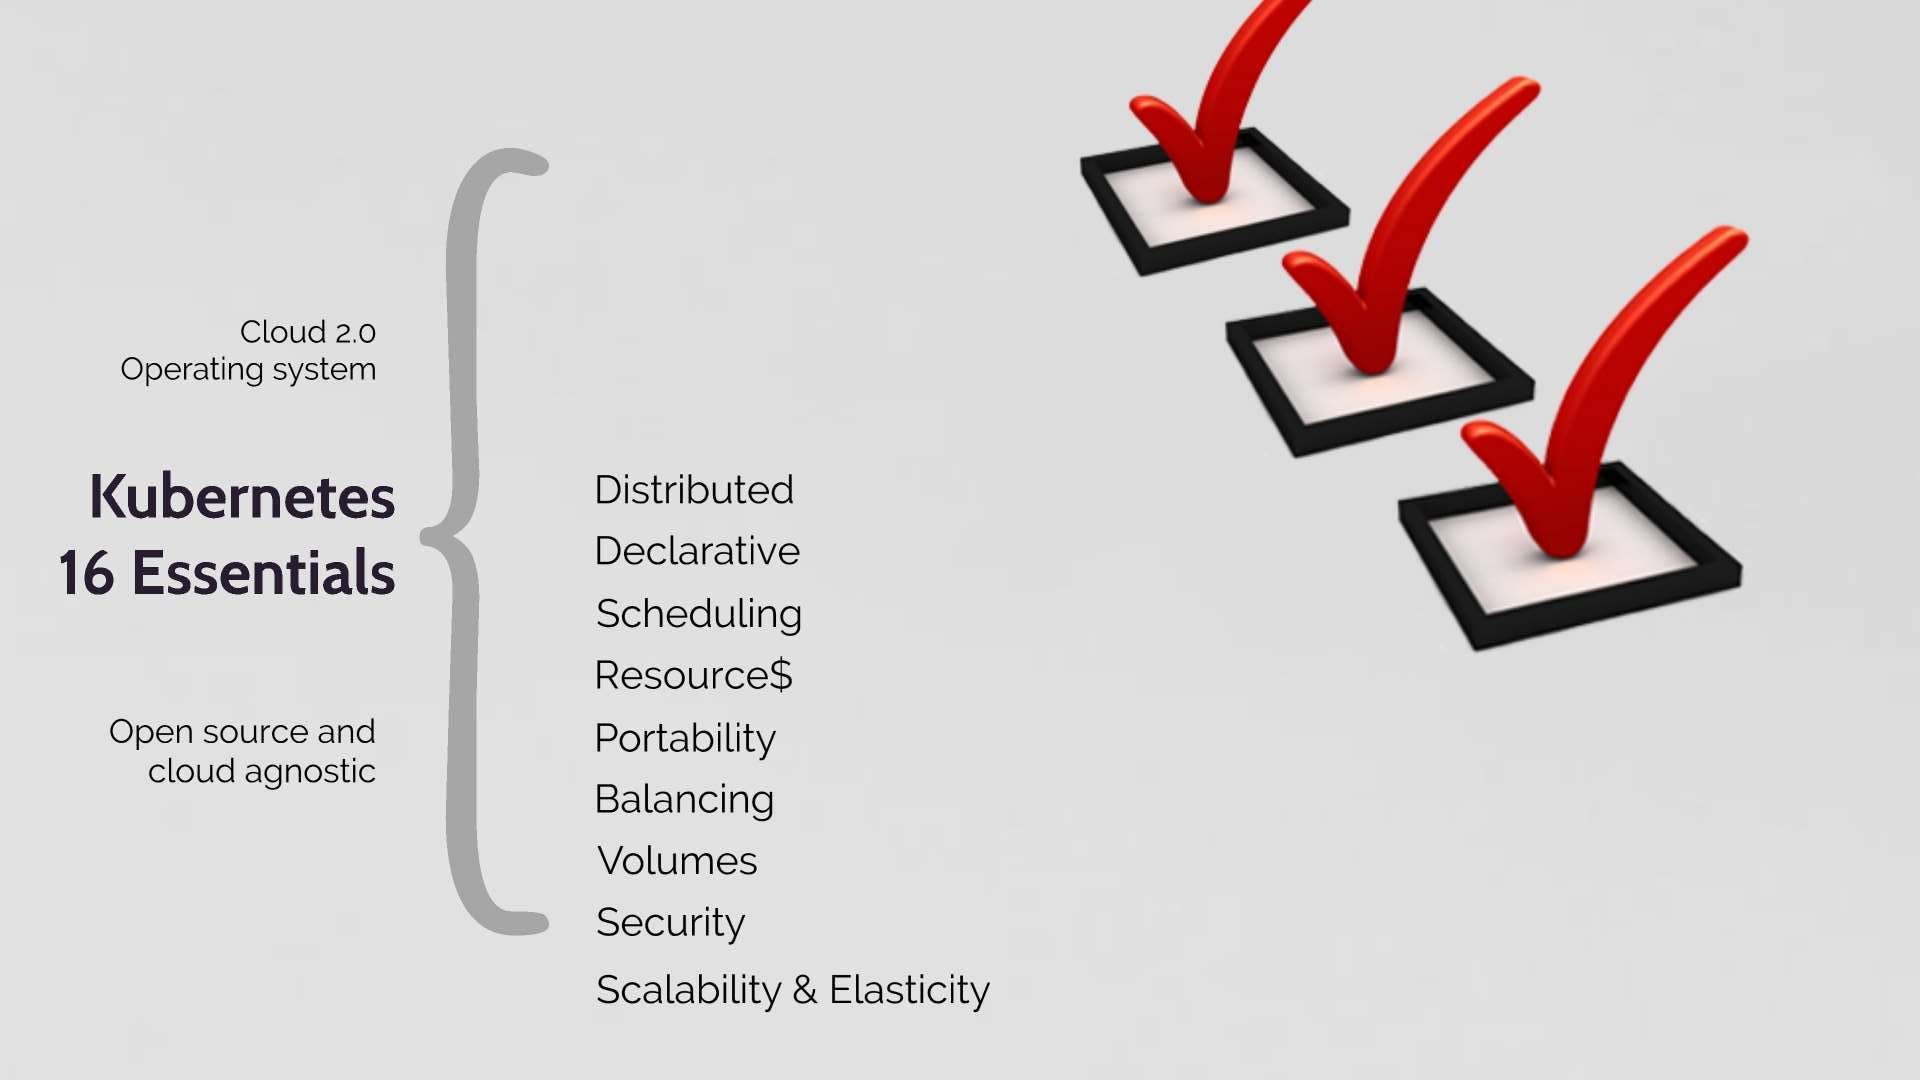 Cloud 2.0
Operating system
Kubernetes
16 Essentials
Open source and
cloud agnostic
Distributed
Declarative
Scheduling
Resource$
Portability
Balancing
Volumes
Security
Scalability & Elasticity